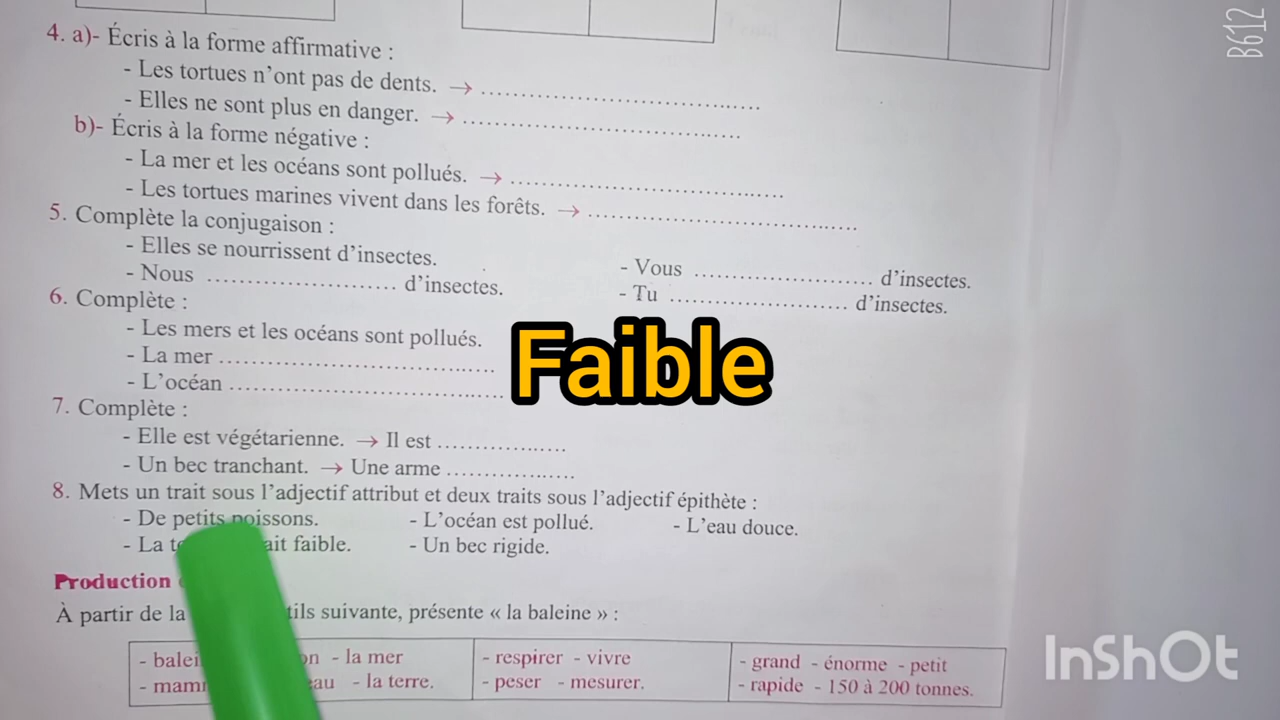 4. a)- Écris à la forme affirmative :
- Les tortues n'ont pas de dents. → ...........................................
- Elles ne sont plus en danger. → ...........................................
b)- Écris à la forme négative :
- La mer et les océans sont pollués. → ...........................................
- Les tortues marines vivent dans les forêts. → ...........................................
5. Complète la conjugaison :
- Elles se nourrissent d'insectes.
- Nous ........................... d'insectes.
- Vous ........................... d'insectes.
- Tu ........................... d'insectes.
6. Complète :
- Les mers et les océans sont pollués.
- La mer ...........................................
- L'océan ...........................................
Faible
7. Complète :
- Elle est végétarienne. → Il est ....................
- Un bec tranchant. → Une arme ....................
8. Mets un trait sous l'adjectif attribut et deux traits sous l'adjectif épithète :
- De petits poissons. - L'océan est pollué. - L'eau douce.
- La faible. - Un bec rigide.
Production
À partir de la suivante, présente « la baleine » :
- la mer
- la terre.
- respirer - vivre
- peser - mesurer.
- grand - énorme - petit
- rapide - 150 à 200 tonnes.
B612
InShOt